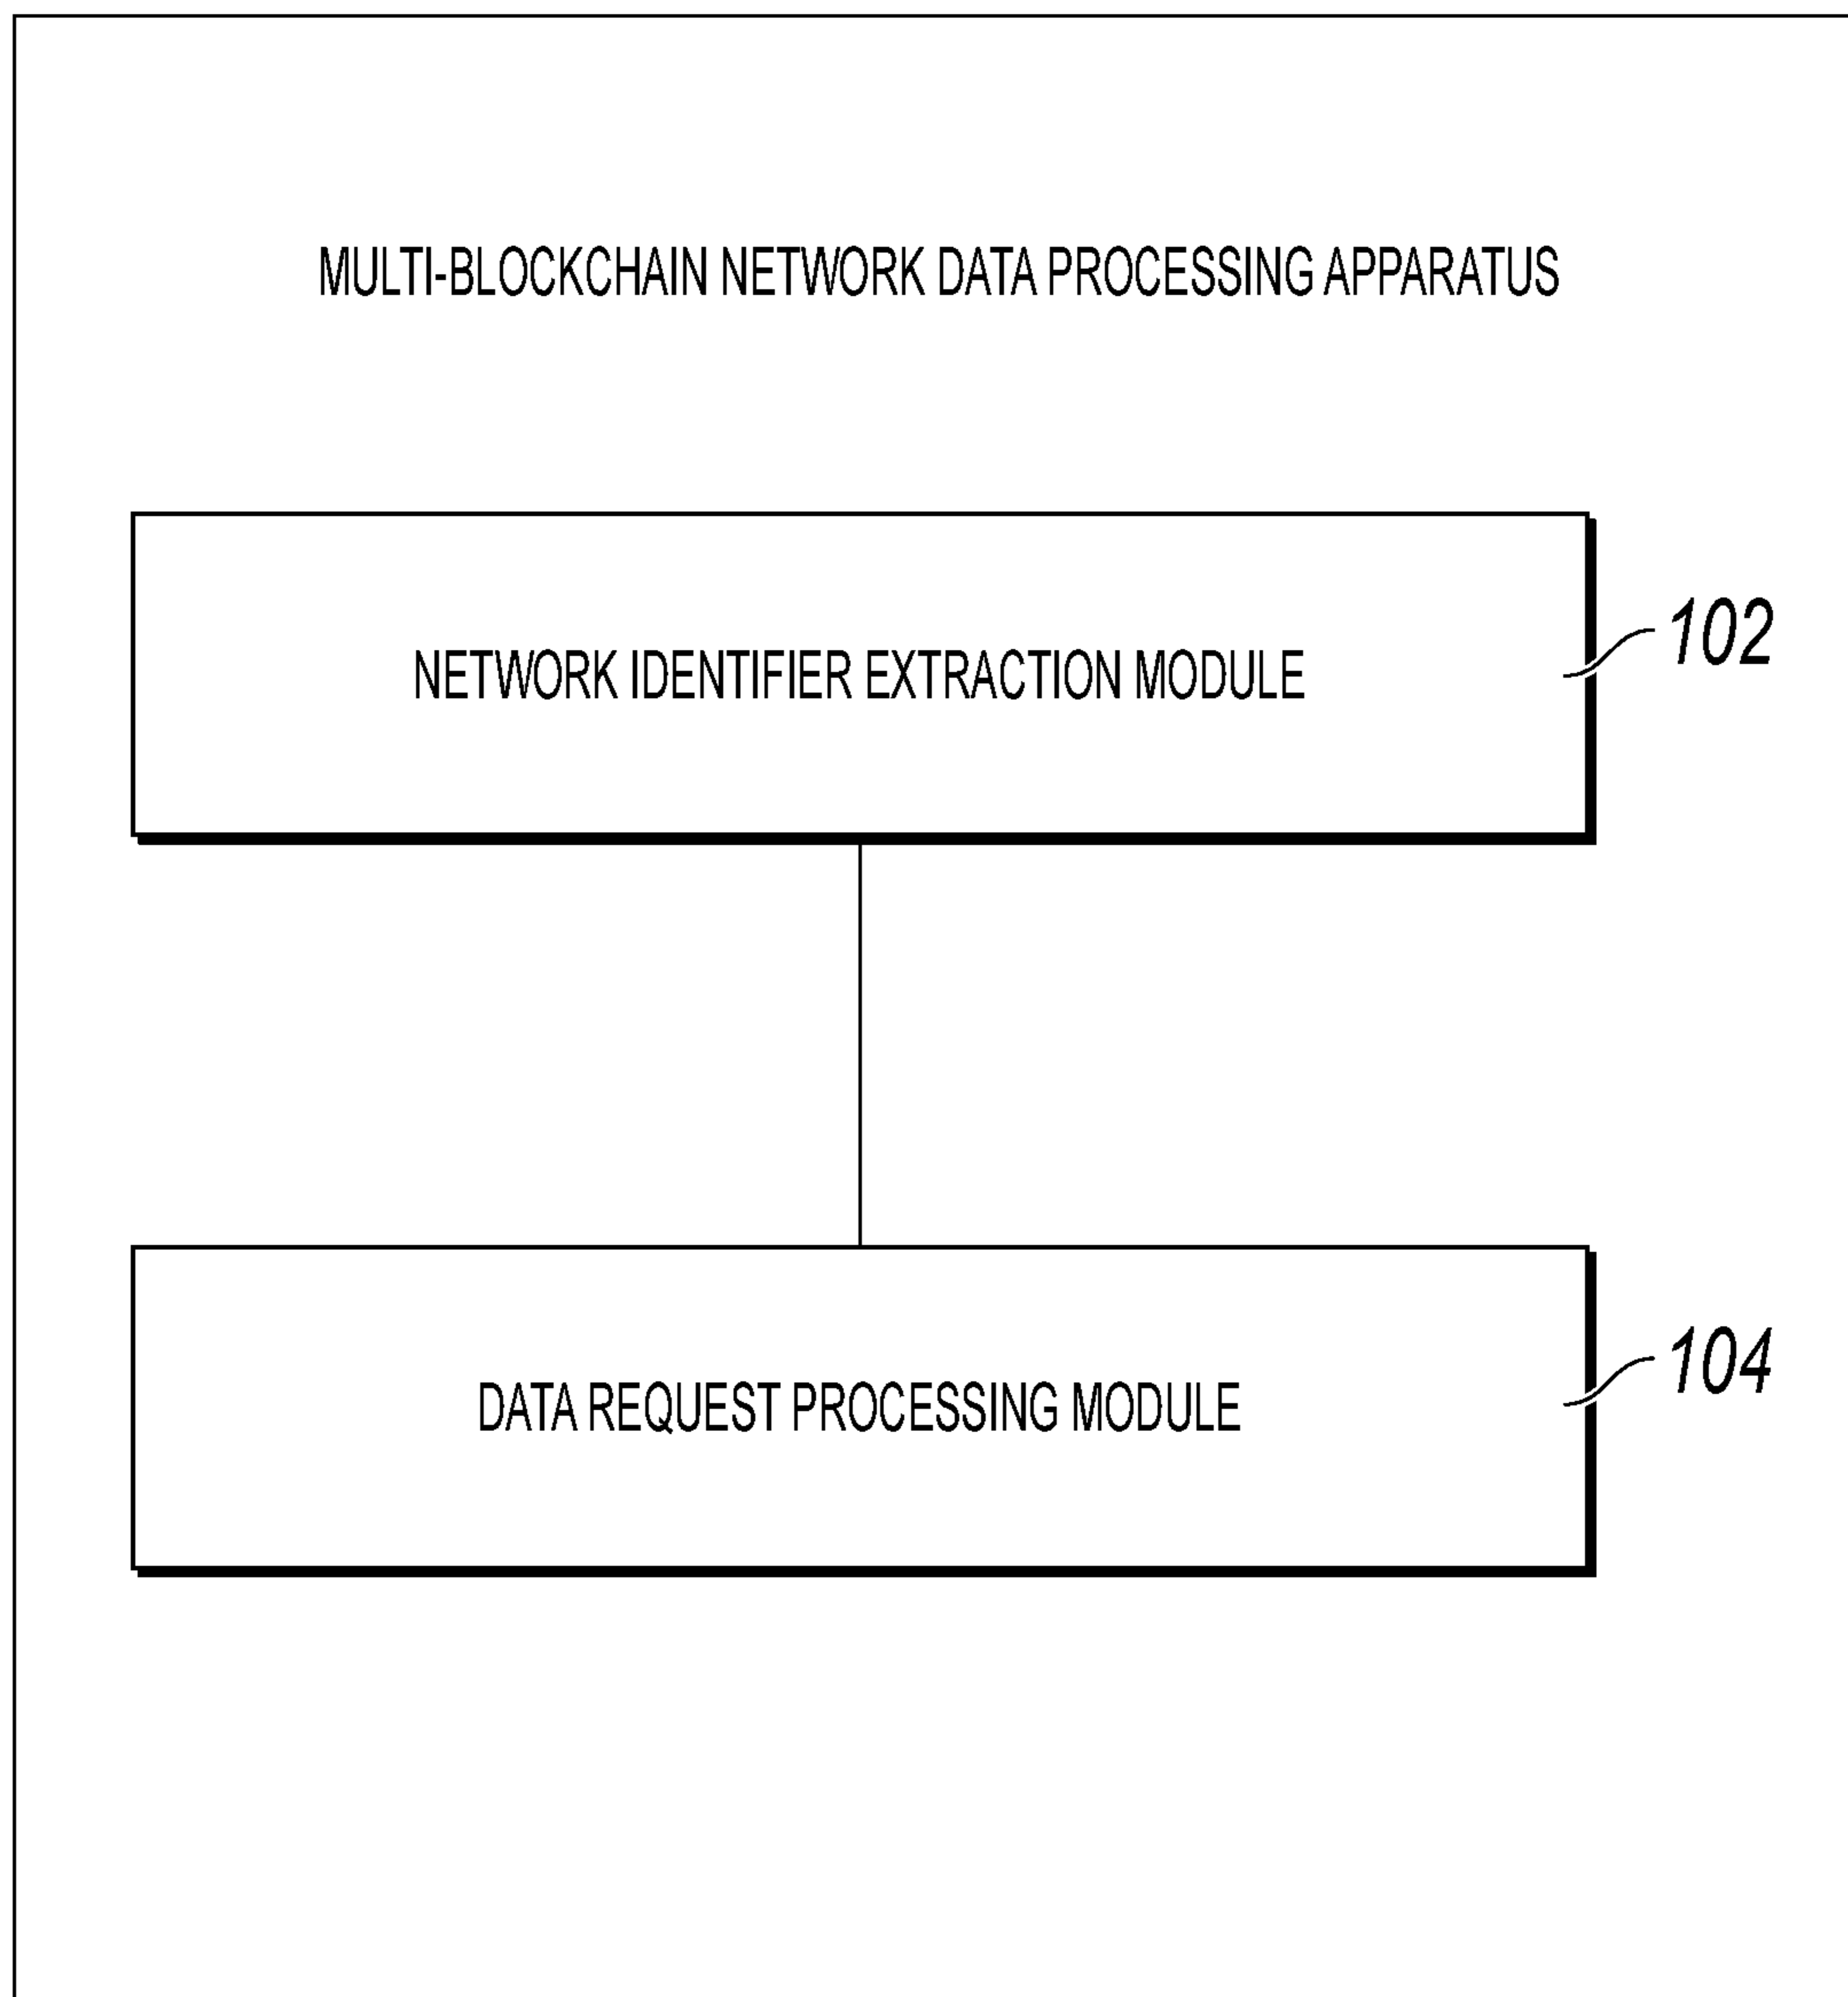 MULTI-BLOCKCHAIN NETWORK DATA PROCESSING APPARATUS
NETWORK IDENTIFIER EXTRACTION MODULE
102
DATA REQUEST PROCESSING MODULE
104